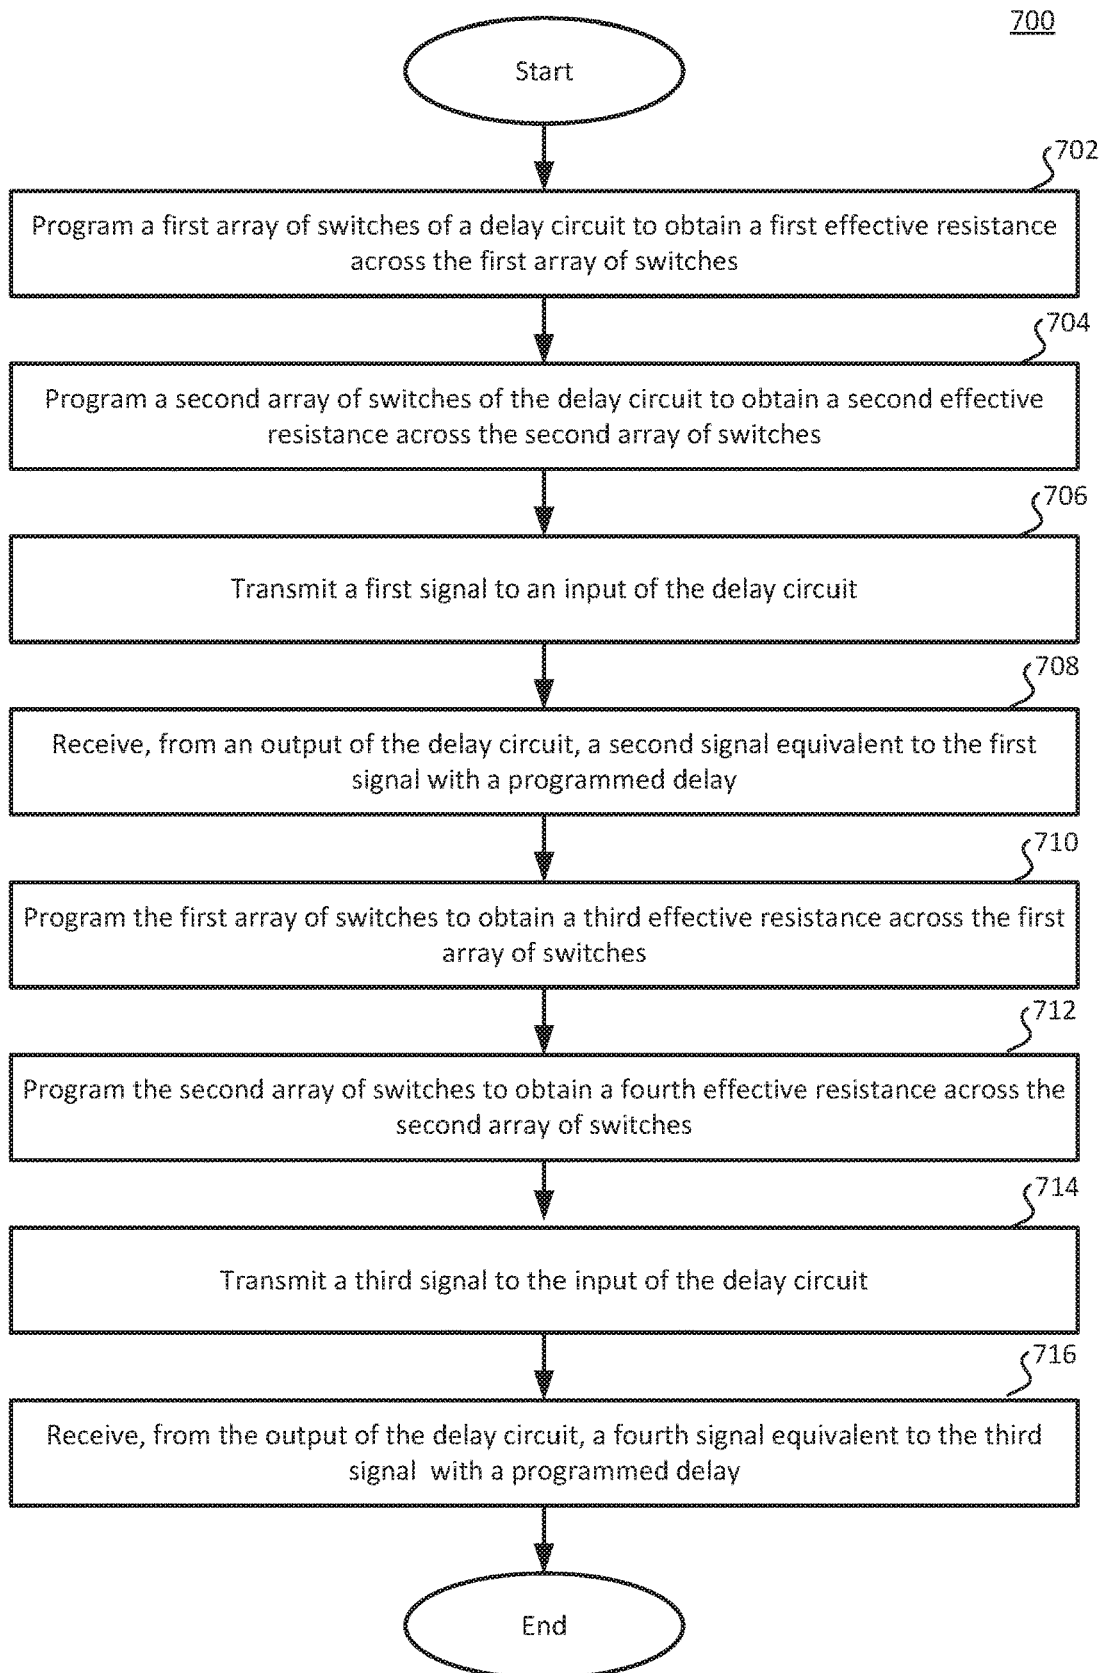 700
Start
702
Program a first array of switches of a delay circuit to obtain a first effective resistance
across the first array of switches
704
Program a second array of switches of the delay circuit to obtain a second effective
resistance across the second array of switches
706
Transmit a first signal to an input of the delay circuit
708
Receive, from an output of the delay circuit, a second signal equivalent to the first
signal with a programmed delay
710
Program the first array of switches to obtain a third effective resistance across the first
array of switches
712
Program the second array of switches to obtain a fourth effective resistance across the
second array of switches
714
Transmit a third signal to the input of the delay circuit
716
Receive, from the output of the delay circuit, a fourth signal equivalent to the third
signal with a programmed delay
End